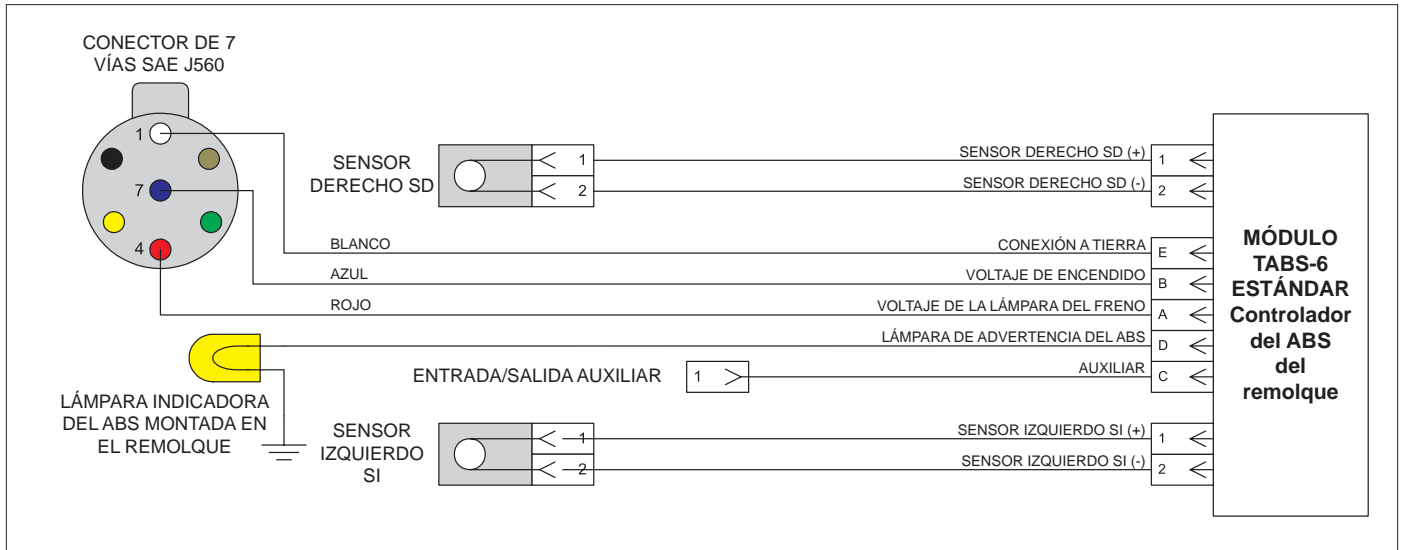 CONECTOR DE 7
VÍAS SAE J560
1
7
4
SENSOR
DERECHO SD
1
2
SENSOR DERECHO SD (+)
SENSOR DERECHO SD (-)
1
2
BLANCO
AZUL
ROJO
CONEXIÓN A TIERRA
VOLTAJE DE ENCENDIDO
VOLTAJE DE LA LÁMPARA DEL FRENO
LÁMPARA DE ADVERTENCIA DEL ABS
AUXILIAR
E
B
A
D
C
ENTRADA/SALIDA AUXILIAR
1
LÁMPARA INDICADORA
DEL ABS MONTADA EN
EL REMOLQUE
SENSOR
IZQUIERDO
SI
1
2
SENSOR IZQUIERDO SI (+)
SENSOR IZQUIERDO SI (-)
1
2
MÓDULO
TABS-6
ESTÁNDAR
Controlador
del ABS
del
remolque